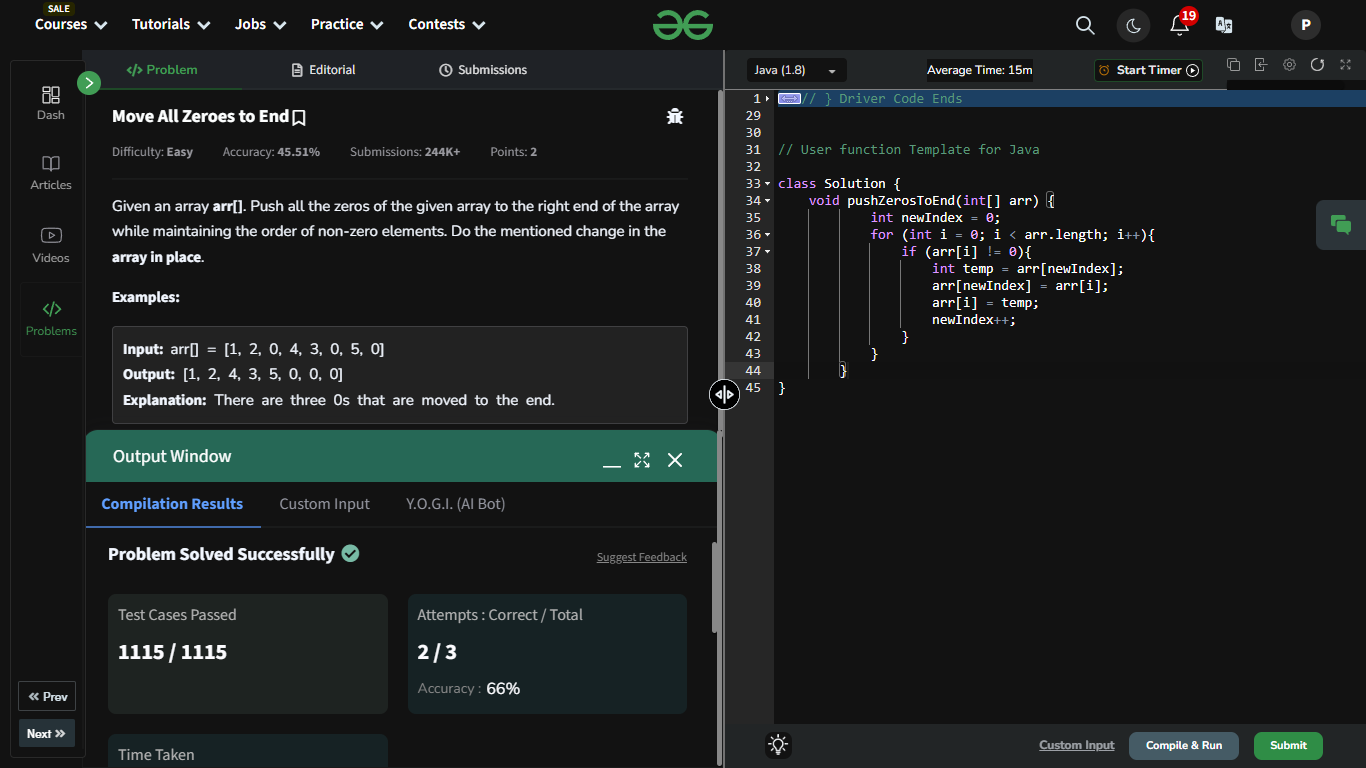 SALE
Courses Tutorials Jobs Practice Contests
19
P
Dash
Articles
Videos
Problems
Prev
Next
</> Problem Editorial Submissions
Move All Zeroes to End
Difficulty: Easy Accuracy: 45.51% Submissions: 244K+ Points: 2
Given an array arr[]. Push all the zeros of the given array to the right end of the array
while maintaining the order of non-zero elements. Do the mentioned change in the
array in place.
Examples:
Input: arr[] = [1, 2, 0, 4, 3, 0, 5, 0]
Output: [1, 2, 4, 3, 5, 0, 0, 0]
Explanation: There are three 0s that are moved to the end.
Output Window
Compilation Results Custom Input Y.O.G.I. (AI Bot)
Problem Solved Successfully
Suggest Feedback
Test Cases Passed
1115 / 1115
Attempts : Correct / Total
2 / 3
Accuracy : 66%
Time Taken
Java (1.8) Average Time: 15m Start Timer
1 // } Driver Code Ends
29
30
31 // User function Template for Java
32
33 class Solution {
34 void pushZerosToEnd(int[] arr) {
35 int newIndex = 0;
36 for (int i = 0; i < arr.length; i++){
37 if (arr[i] != 0){
38 int temp = arr[newIndex];
39 arr[newIndex] = arr[i];
40 arr[i] = temp;
41 newIndex++;
42 }
43 }
44 }
45 }
Custom Input Compile & Run Submit